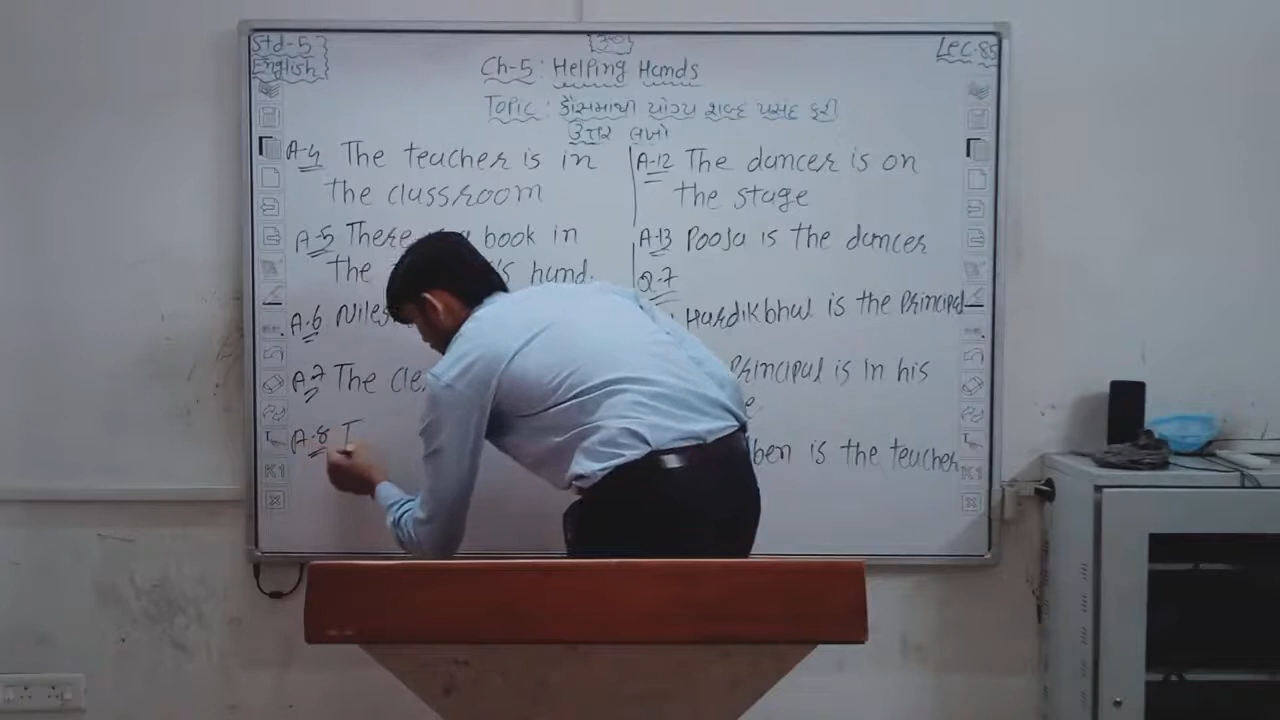 Std-5
English
ૐ
Lec-85
Ch-5: Helping Hands
Topic: કૌંસમાથી યોગ્ય શબ્દ પસંદ કરી
ઉત્તર લખો
A-4 The teacher is in
the classroom
A-5 There book in
the hand.
A-6
A-7 The
A-8
A-12 The dancer is on
the stage
A-13 Pooja is the dancer
Q-7
Hardikbhai is the Principal
Principal is in his
ben is the teacher
K1
K1